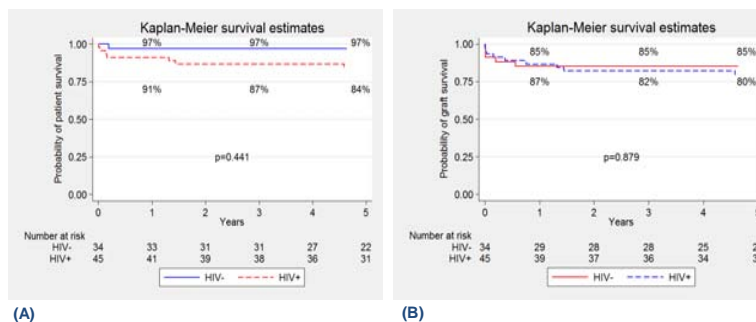 Kaplan-Meier survival estimates
Probability of patient survival
1.00
0.75
0.50
0.25
0.00
97% 97% 97%
91% 87% 84%
p=0.441
0 1 2 3 4 5
Years
Number at risk
HIV- 34 33 31 31 27 22
HIV+ 45 41 39 38 36 31
HIV- HIV+
(A)
Kaplan-Meier survival estimates
Probability of graft survival
1.00
0.75
0.50
0.25
0.00
85% 85% 85%
87% 82% 80%
p=0.879
0 1 2 3 4
Years
Number at risk
HIV- 34 29 28 28 25
HIV+ 45 39 37 36 34
HIV- HIV+
(B)